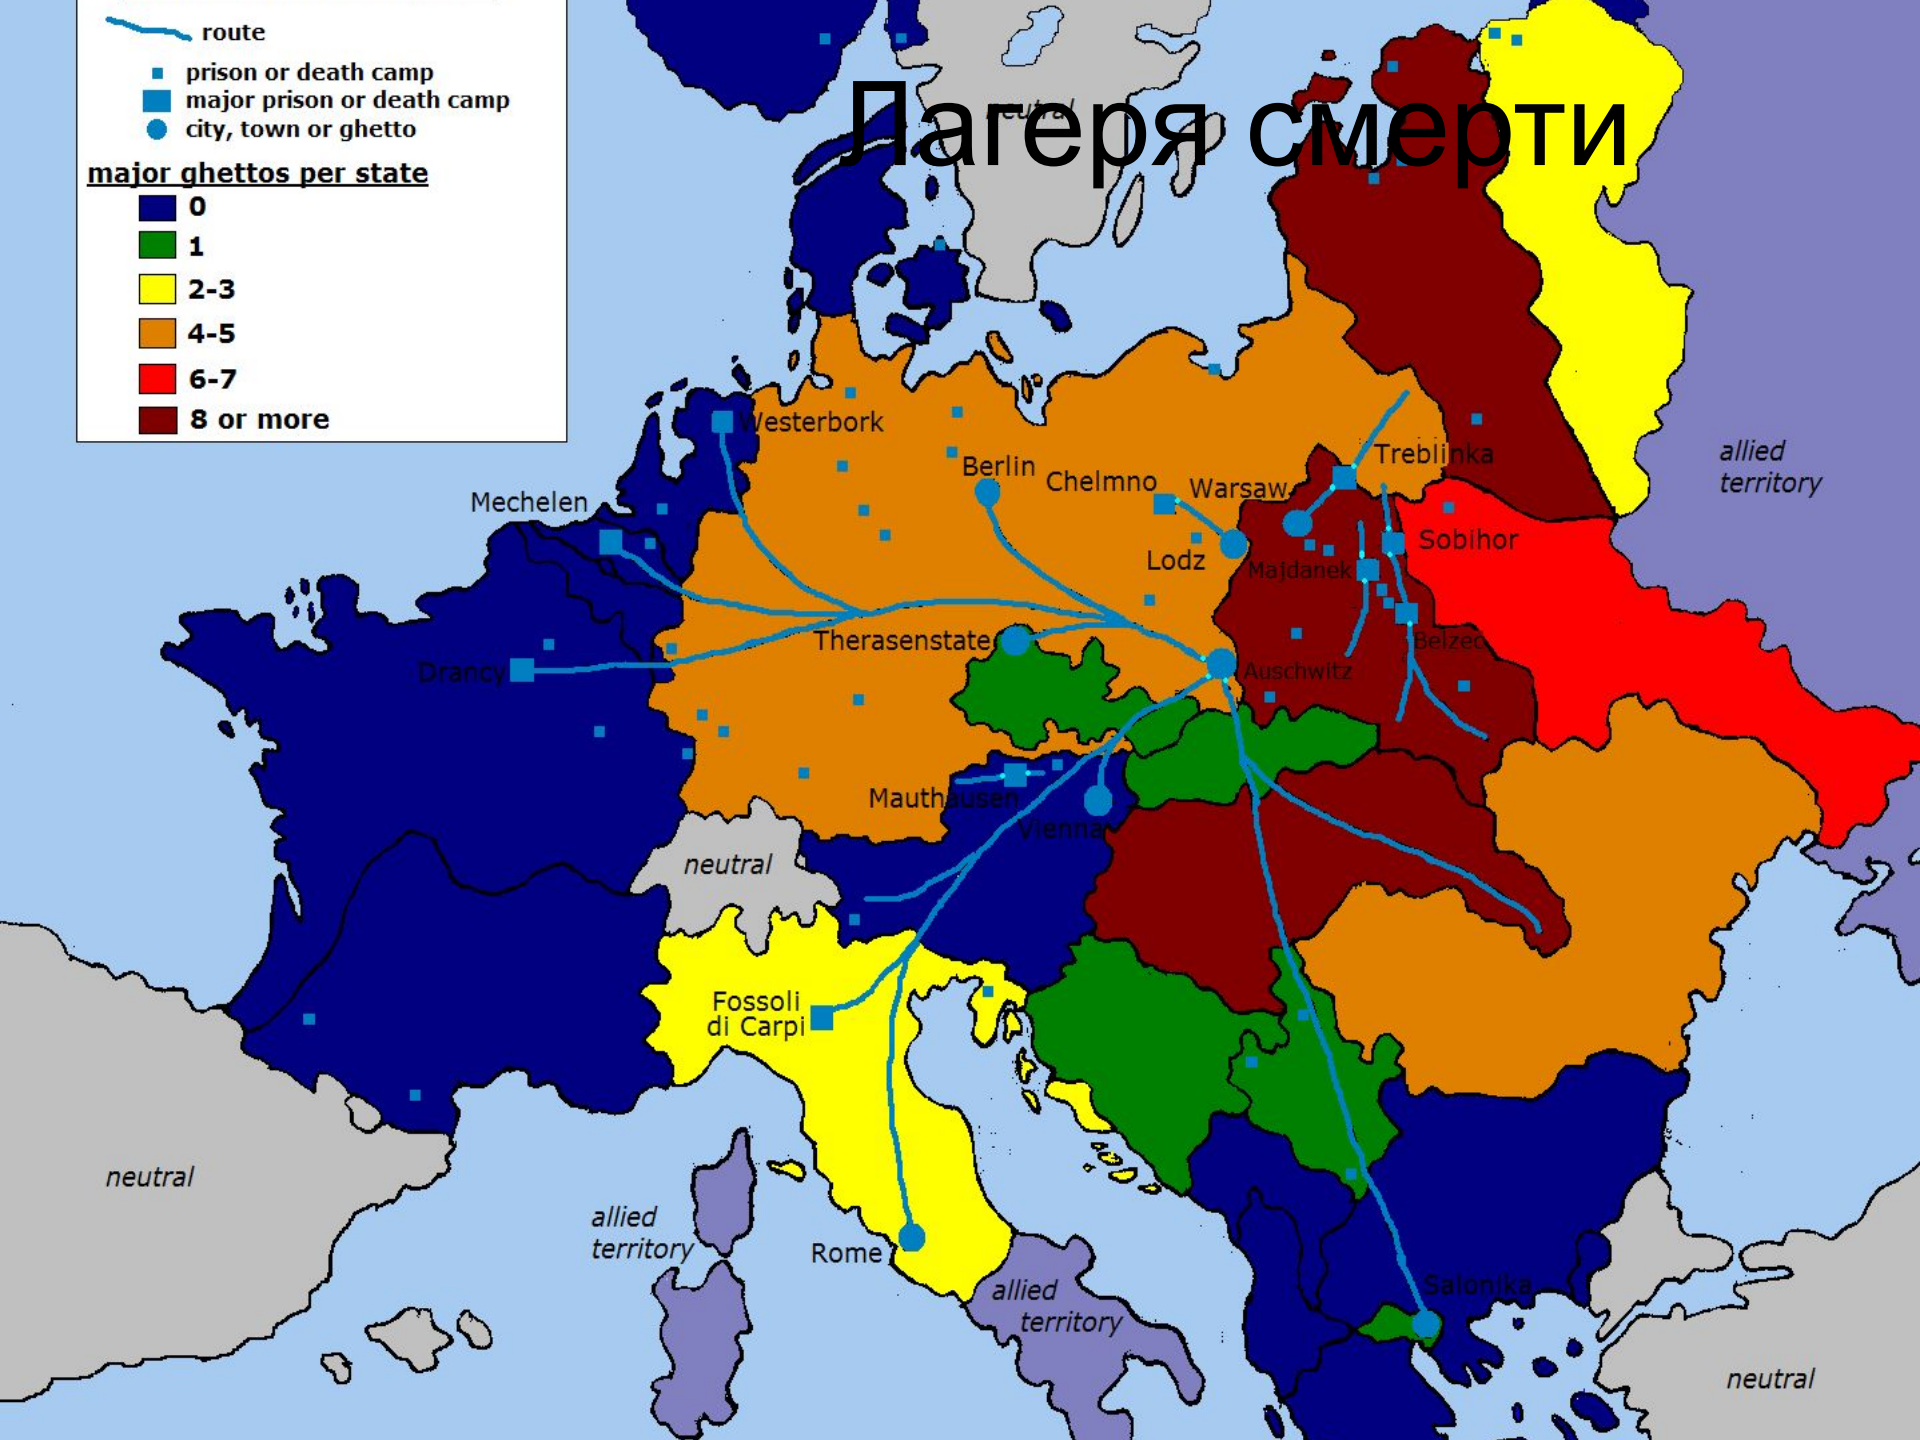 route
prison or death camp
major prison or death camp
city, town or ghetto
major ghettos per state
0
1
2-3
4-5
6-7
8 or more
Лагеря смерти
neutral
allied
territory
Westerbork
Mechelen
Berlin
Chelmno
Warsaw
Treblinka
Sobihor
Lodz
Majdanek
Therasenstate
Belzec
Drancy
Auschwitz
Mauthausen
Vienna
neutral
Fossoli
di Carpi
neutral
allied
territory
Rome
allied
territory
Salonika
neutral